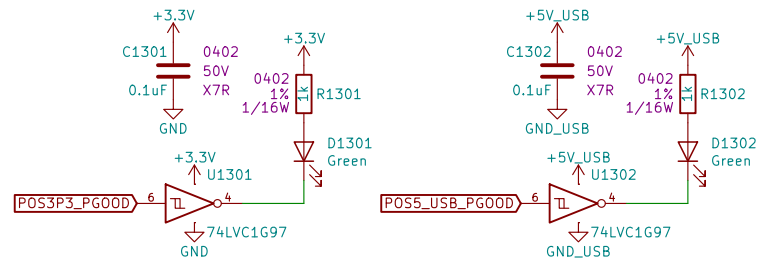 +3.3V
C1301
0402
50V
0.1uF
X7R
GND
+3.3V
0402
1%
1/16W
1k
R1301
D1301
Green
+3.3V
U1301
POS3P3_PGOOD
6
4
74LVC1G97
GND
+5V_USB
C1302
0402
50V
0.1uF
X7R
GND_USB
+5V_USB
0402
1%
1/16W
1k
R1302
D1302
Green
+5V_USB
U1302
POS5_USB_PGOOD
6
4
74LVC1G97
GND_USB